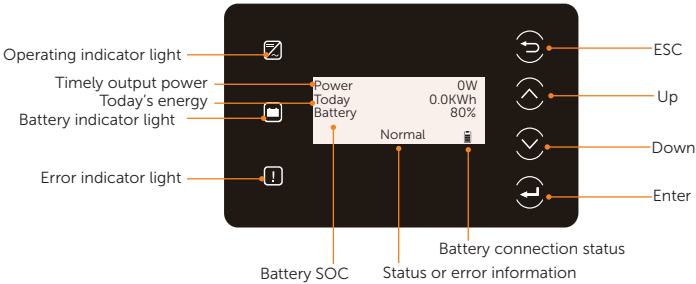 Operating indicator light
Timely output power
Today's energy
Battery indicator light
Error indicator light
Power 0W
Today 0.0KWh
Battery 80%
Normal
ESC
Up
Down
Enter
Battery connection status
Battery SOC
Status or error information